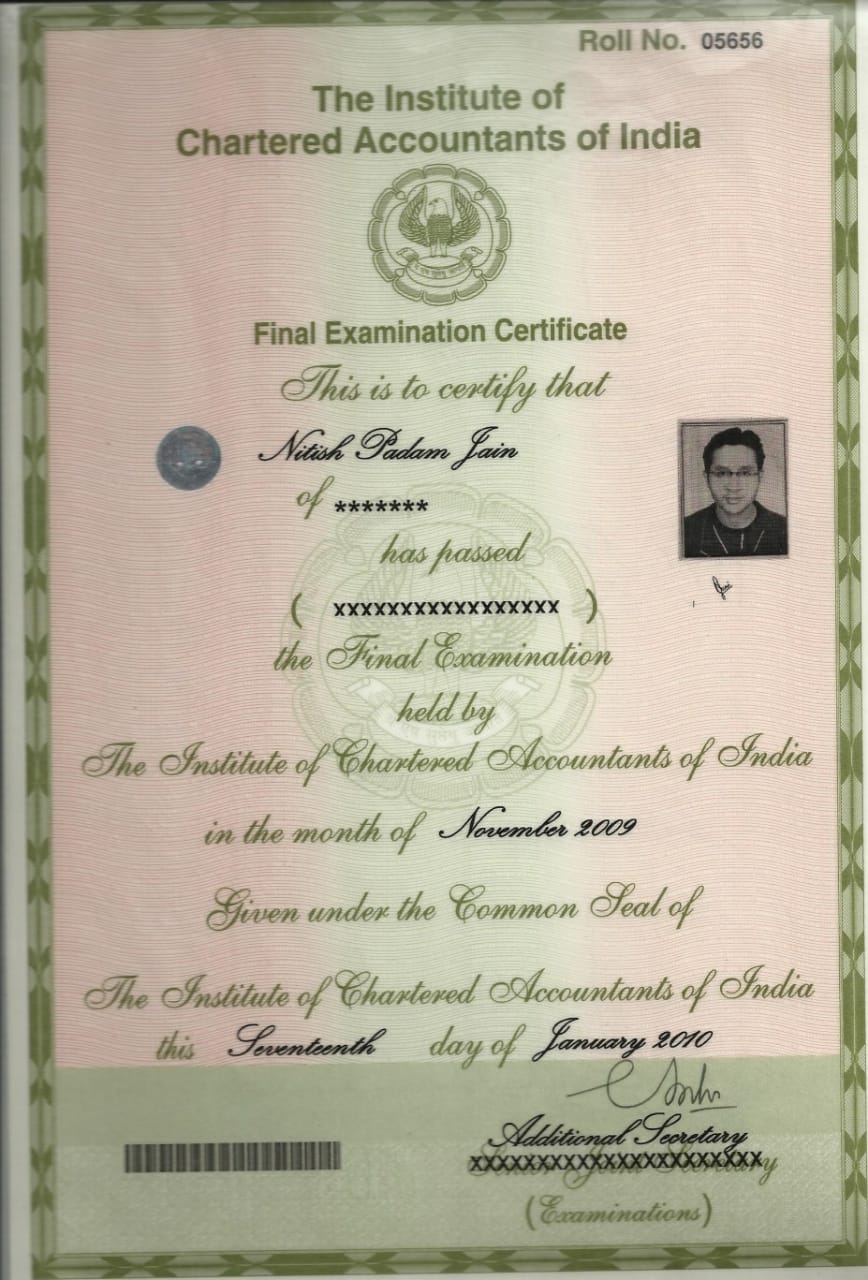 Roll No. 05656
The Institute of
Chartered Accountants of India
Final Examination Certificate
This is to certify that
Nitish Padam Jain
of *******
has passed
( xxxxxxxxxxxxxxxxx )
the Final Examination
held by
The Institute of Chartered Accountants of India
in the month of November 2009
Given under the Common Seal of
The Institute of Chartered Accountants of India
this Seventeenth day of January 2010
Additional Secretary
(Examinations)